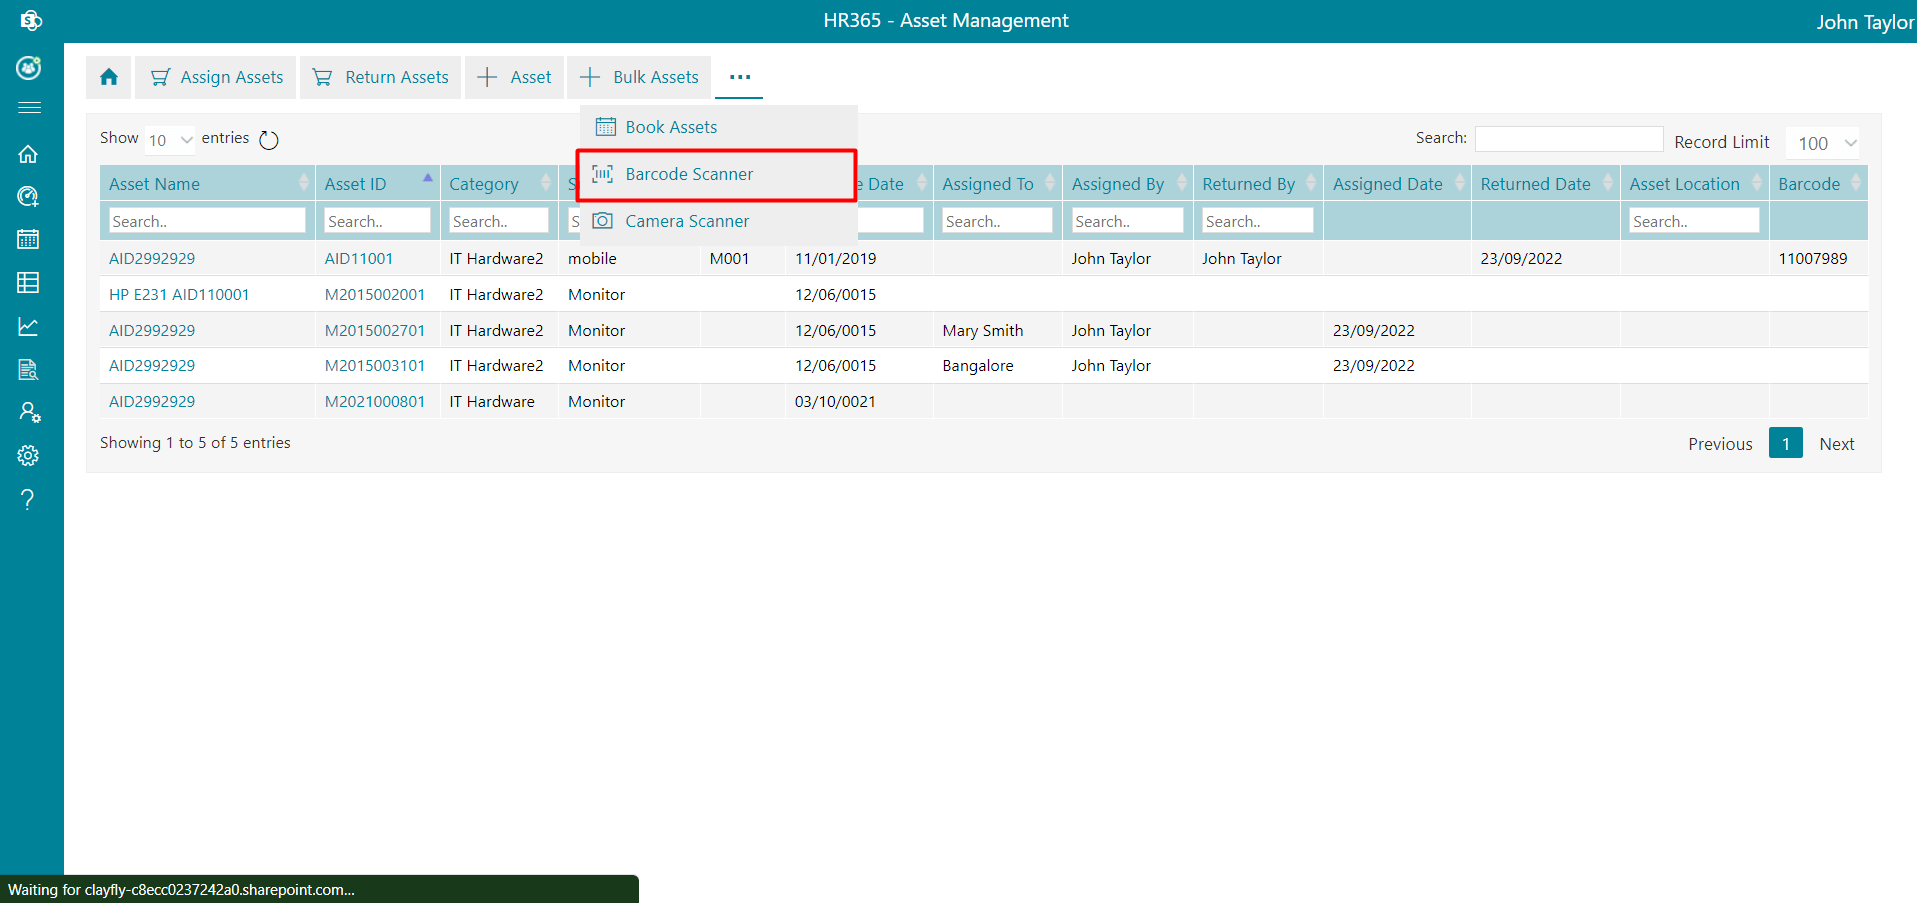 HR365 - Asset Management
John Taylor
Assign Assets
Return Assets
Asset
Bulk Assets
...
Book Assets
Barcode Scanner
Camera Scanner
Show 10 entries
Search:
Record Limit 100
Asset Name Asset ID Category S e Date Assigned To Assigned By Returned By Assigned Date Returned Date Asset Location Barcode
Search.. Search.. Search.. S Search.. Search.. Search.. Search..
AID2992929 AID11001 IT Hardware2 mobile M001 11/01/2019 John Taylor John Taylor 23/09/2022 11007989
HP E231 AID110001 M2015002001 IT Hardware2 Monitor 12/06/0015
AID2992929 M2015002701 IT Hardware2 Monitor 12/06/0015 Mary Smith John Taylor 23/09/2022
AID2992929 M2015003101 IT Hardware2 Monitor 12/06/0015 Bangalore John Taylor 23/09/2022
AID2992929 M2021000801 IT Hardware Monitor 03/10/0021
Showing 1 to 5 of 5 entries
Previous 1 Next
Waiting for clayfly-c8ecc0237242a0.sharepoint.com...